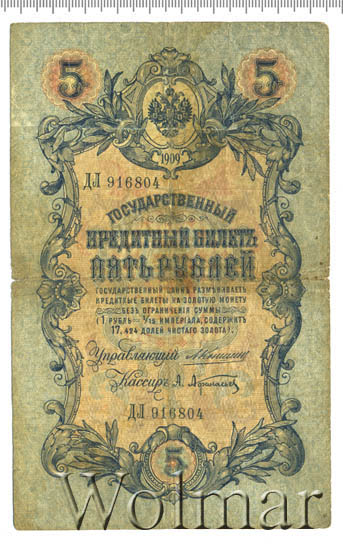 5 5
1909
ДЛ 916804
ГОСУДАРСТВЕННЫЙ
КРЕДИТНЫЙ БИЛЕТЪ
ПЯТЬ РУБЛЕЙ
ГОСУДАРСТВЕННЫЙ БАНКЪ РАЗМѢНИВАЕТЪ
КРЕДИТНЫЕ БИЛЕТЫ НА ЗОЛОТУЮ МОНЕТУ
БЕЗЪ ОГРАНИЧЕНІЯ СУММЫ
(1 РУБЛЬ = 1/15 ИМПЕРІАЛА, СОДЕРЖИТЪ
17,424 ДОЛЕЙ ЧИСТАГО ЗОЛОТА).
Управляющій
Кассиръ А. Афанасьев
ДЛ 916804
5
Wolmar